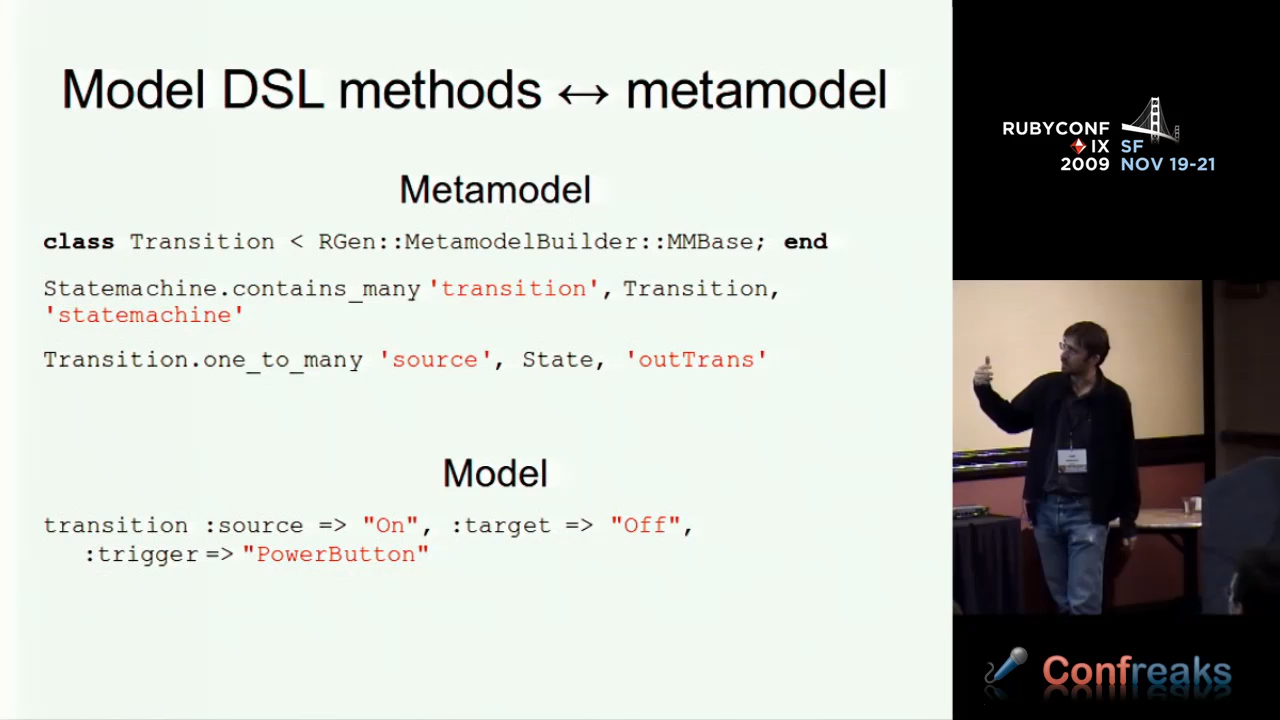 Model DSL methods ↔ metamodel
Metamodel
class Transition < RGen::MetamodelBuilder::MMBase; end
Statemachine.contains_many 'transition', Transition,
'statemachine'
Transition.one_to_many 'source', State, 'outTrans'
Model
transition :source => "On", :target => "Off",
:trigger => "PowerButton"
RUBYCONF
IX
2009
SF
NOV 19-21
Confreaks